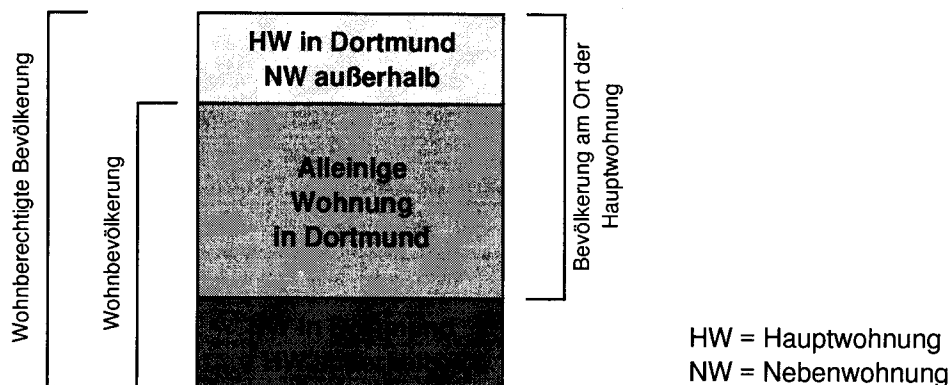 HW in Dortmund
NW außerhalb
Alleinige
Wohnung
in Dortmund
Wohnberechtigte Bevölkerung
Wohnbevölkerung
Bevölkerung am Ort der
Hauptwohnung
HW = Hauptwohnung
NW = Nebenwohnung